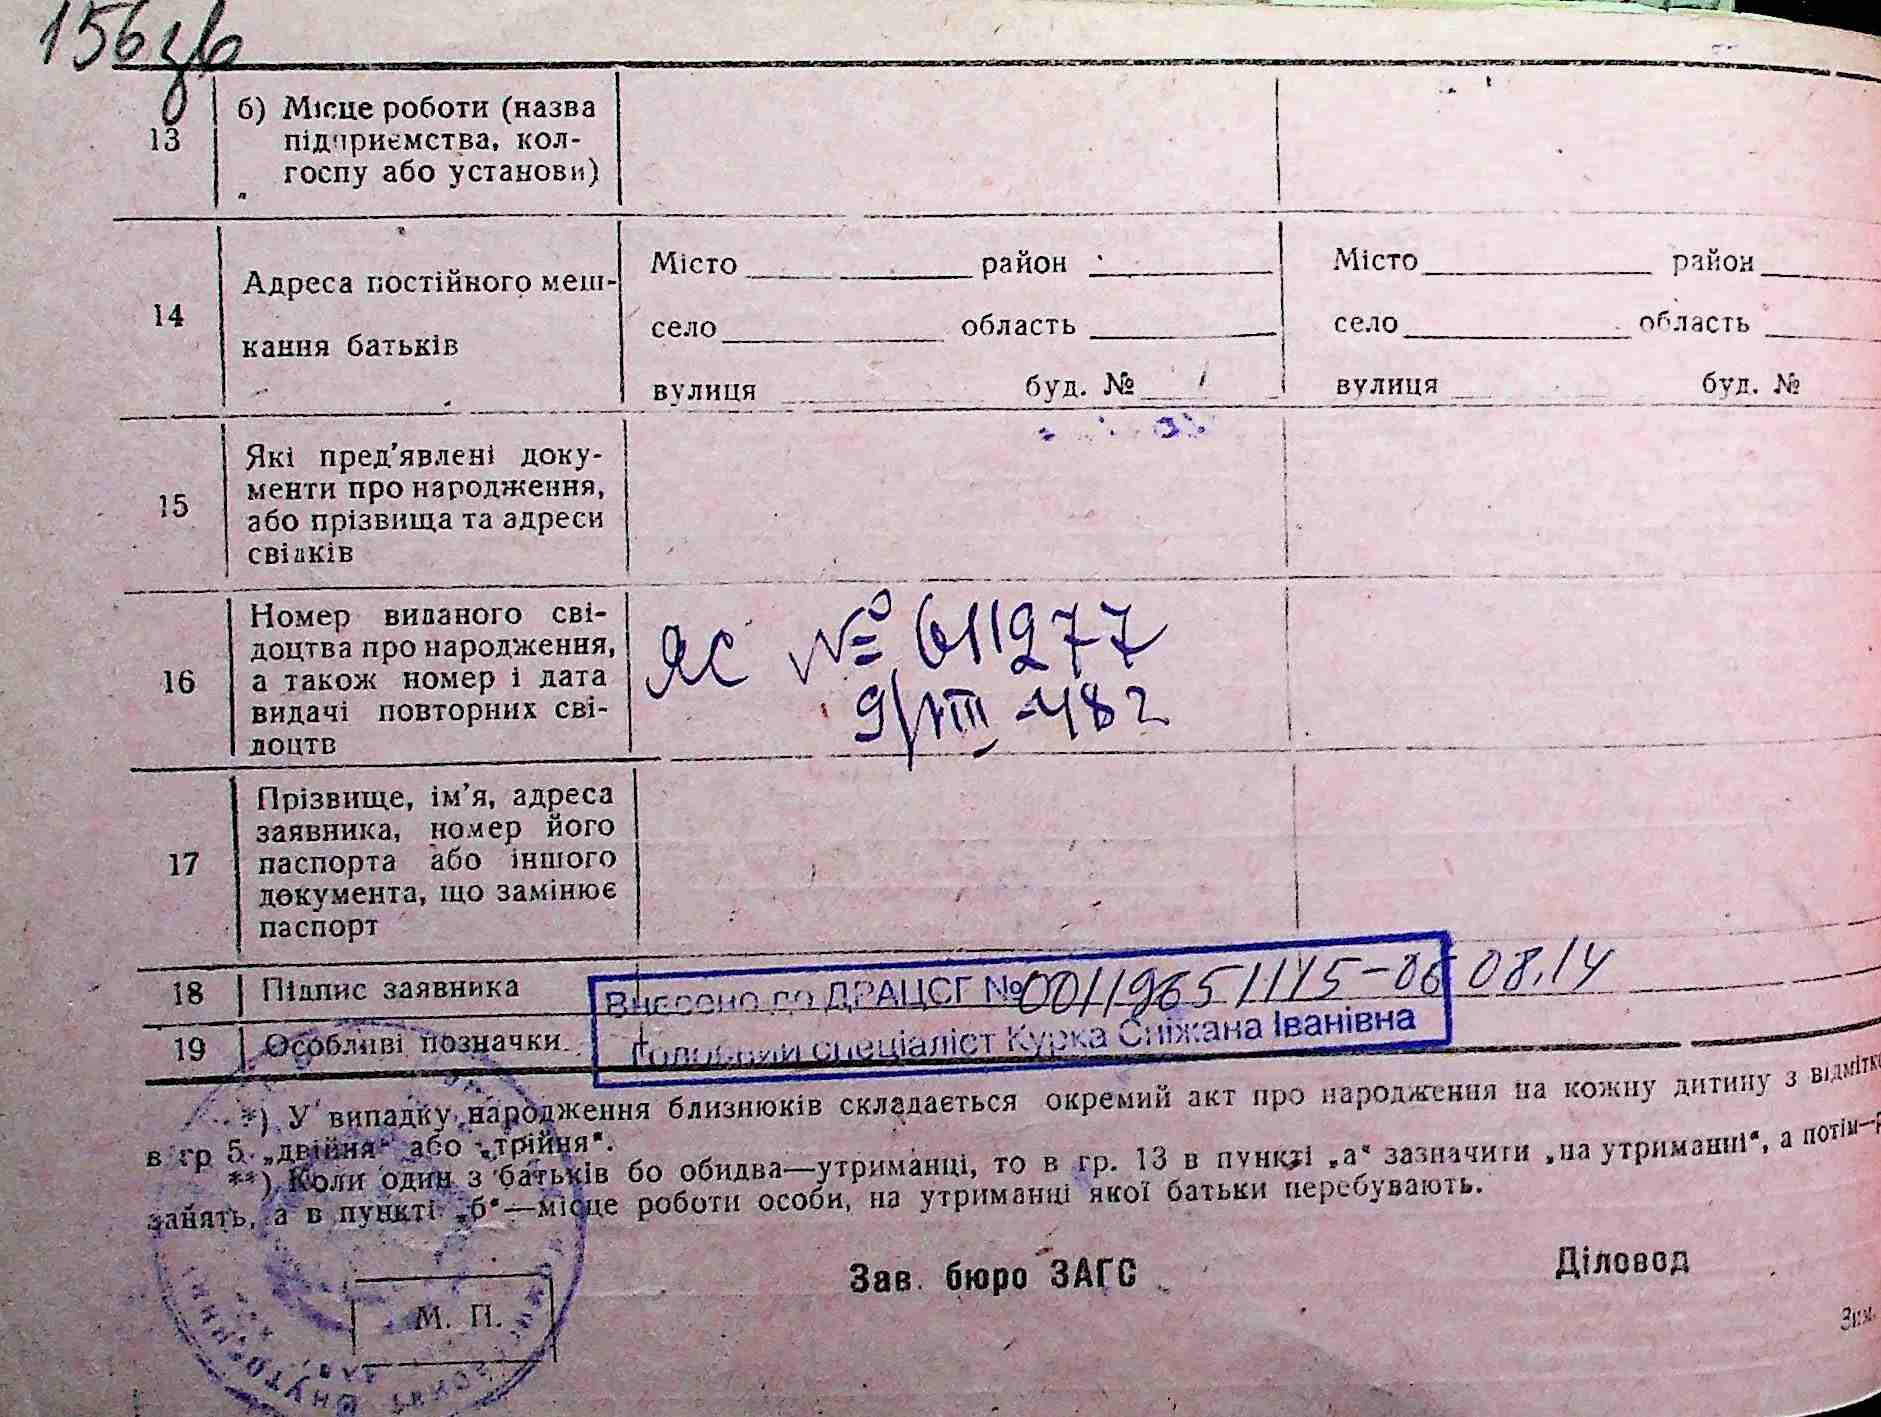 156 зв
13
б) Місце роботи (назва
підприємства, кол-
госпу або установи)
14
Адреса постійного меш-
кання батьків
Місто район
село область
вулиця буд. №
Місто район
село область
вулиця буд. №
15
Які пред'явлені доку-
менти про народження,
або прізвища та адреси
свідків
16
Номер виданого сві-
доцтва про народження,
а також номер і дата
видачі повторних сві-
доцтв
ЯС № 611277
9/VIII-48 г
17
Прізвище, ім'я, адреса
заявника, номер його
паспорта або іншого
документа, що замінює
паспорт
18
Підпис заявника
19
Особливі позначки
Внесено до ДРАЦСГ № 00119651115-06 08.14
Головний спеціаліст Курка Сніжана Іванівна
*) У випадку народження близнюків складається окремий акт про народження на кожну дитину з відмітко
в гр 5 „двійня“ або „трійня“.
**) Коли один з батьків бо обидва—утриманці, то в гр. 13 в пункті „а“ зазначити „на утриманні“, а потім—
занять, а в пункті „б“—місце роботи особи, на утриманні якої батьки перебувають.
Зав. бюро ЗАГС
Діловод
М. П.